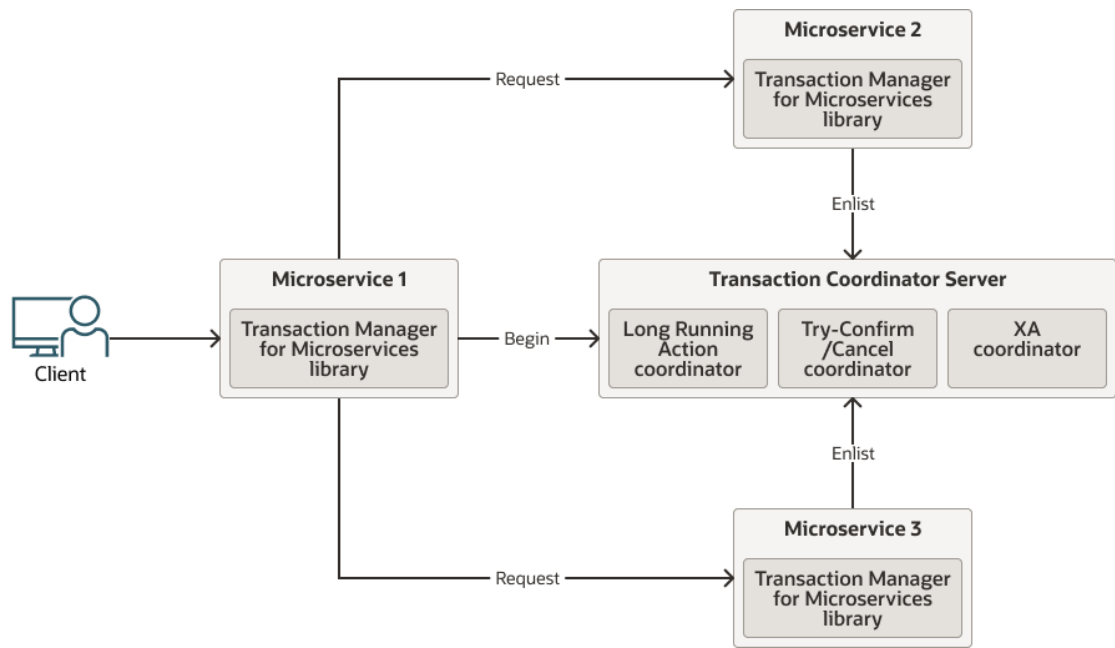 Microservice 2
Transaction Manager
for Microservices
library
Request
Enlist
Microservice 1
Transaction Manager
for Microservices
library
Client
Begin
Transaction Coordinator Server
Long Running
Action
coordinator
Try-Confirm
/Cancel
coordinator
XA
coordinator
Enlist
Request
Microservice 3
Transaction Manager
for Microservices
library